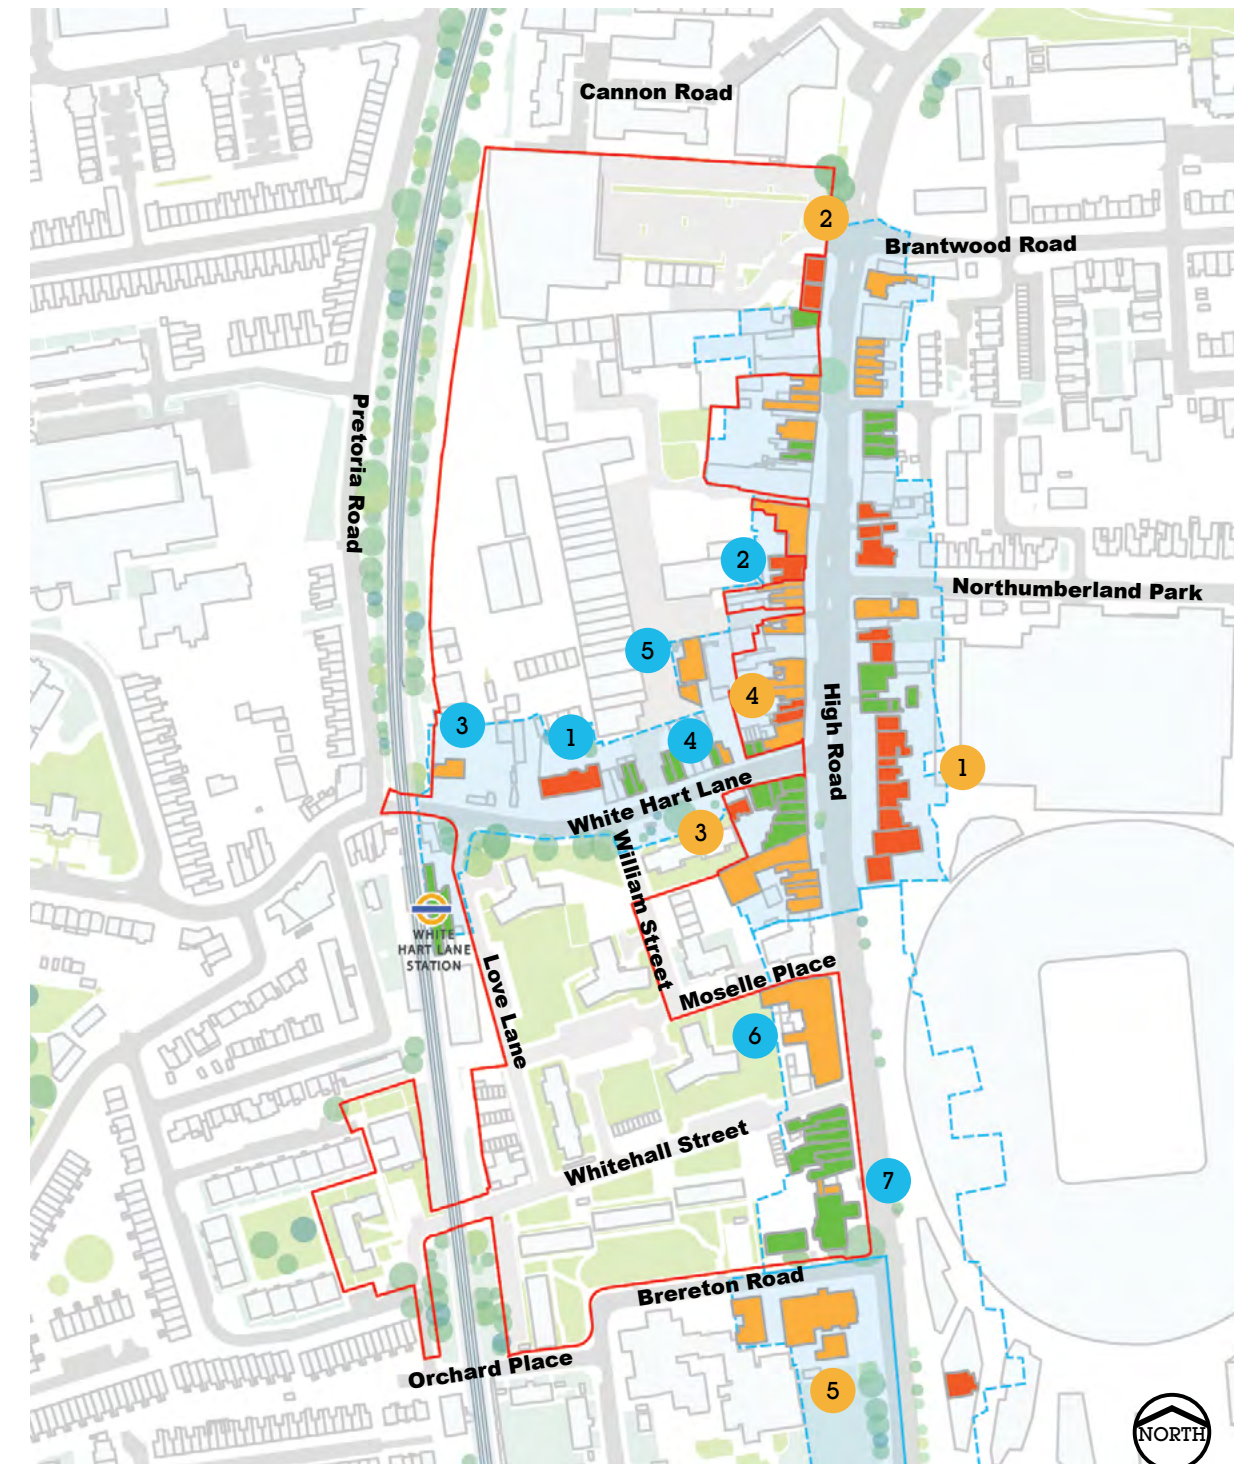 Cannon Road
2
Brantwood Road
Pretoria Road
2
Northumberland Park
5
4
High Road
3
1
4
1
White Hart Lane
3
William Street
WHITE
HART LANE
STATION
Love Lane
Moselle Place
6
Whitehall Street
7
Brereton Road
Orchard Place
5
NORTH